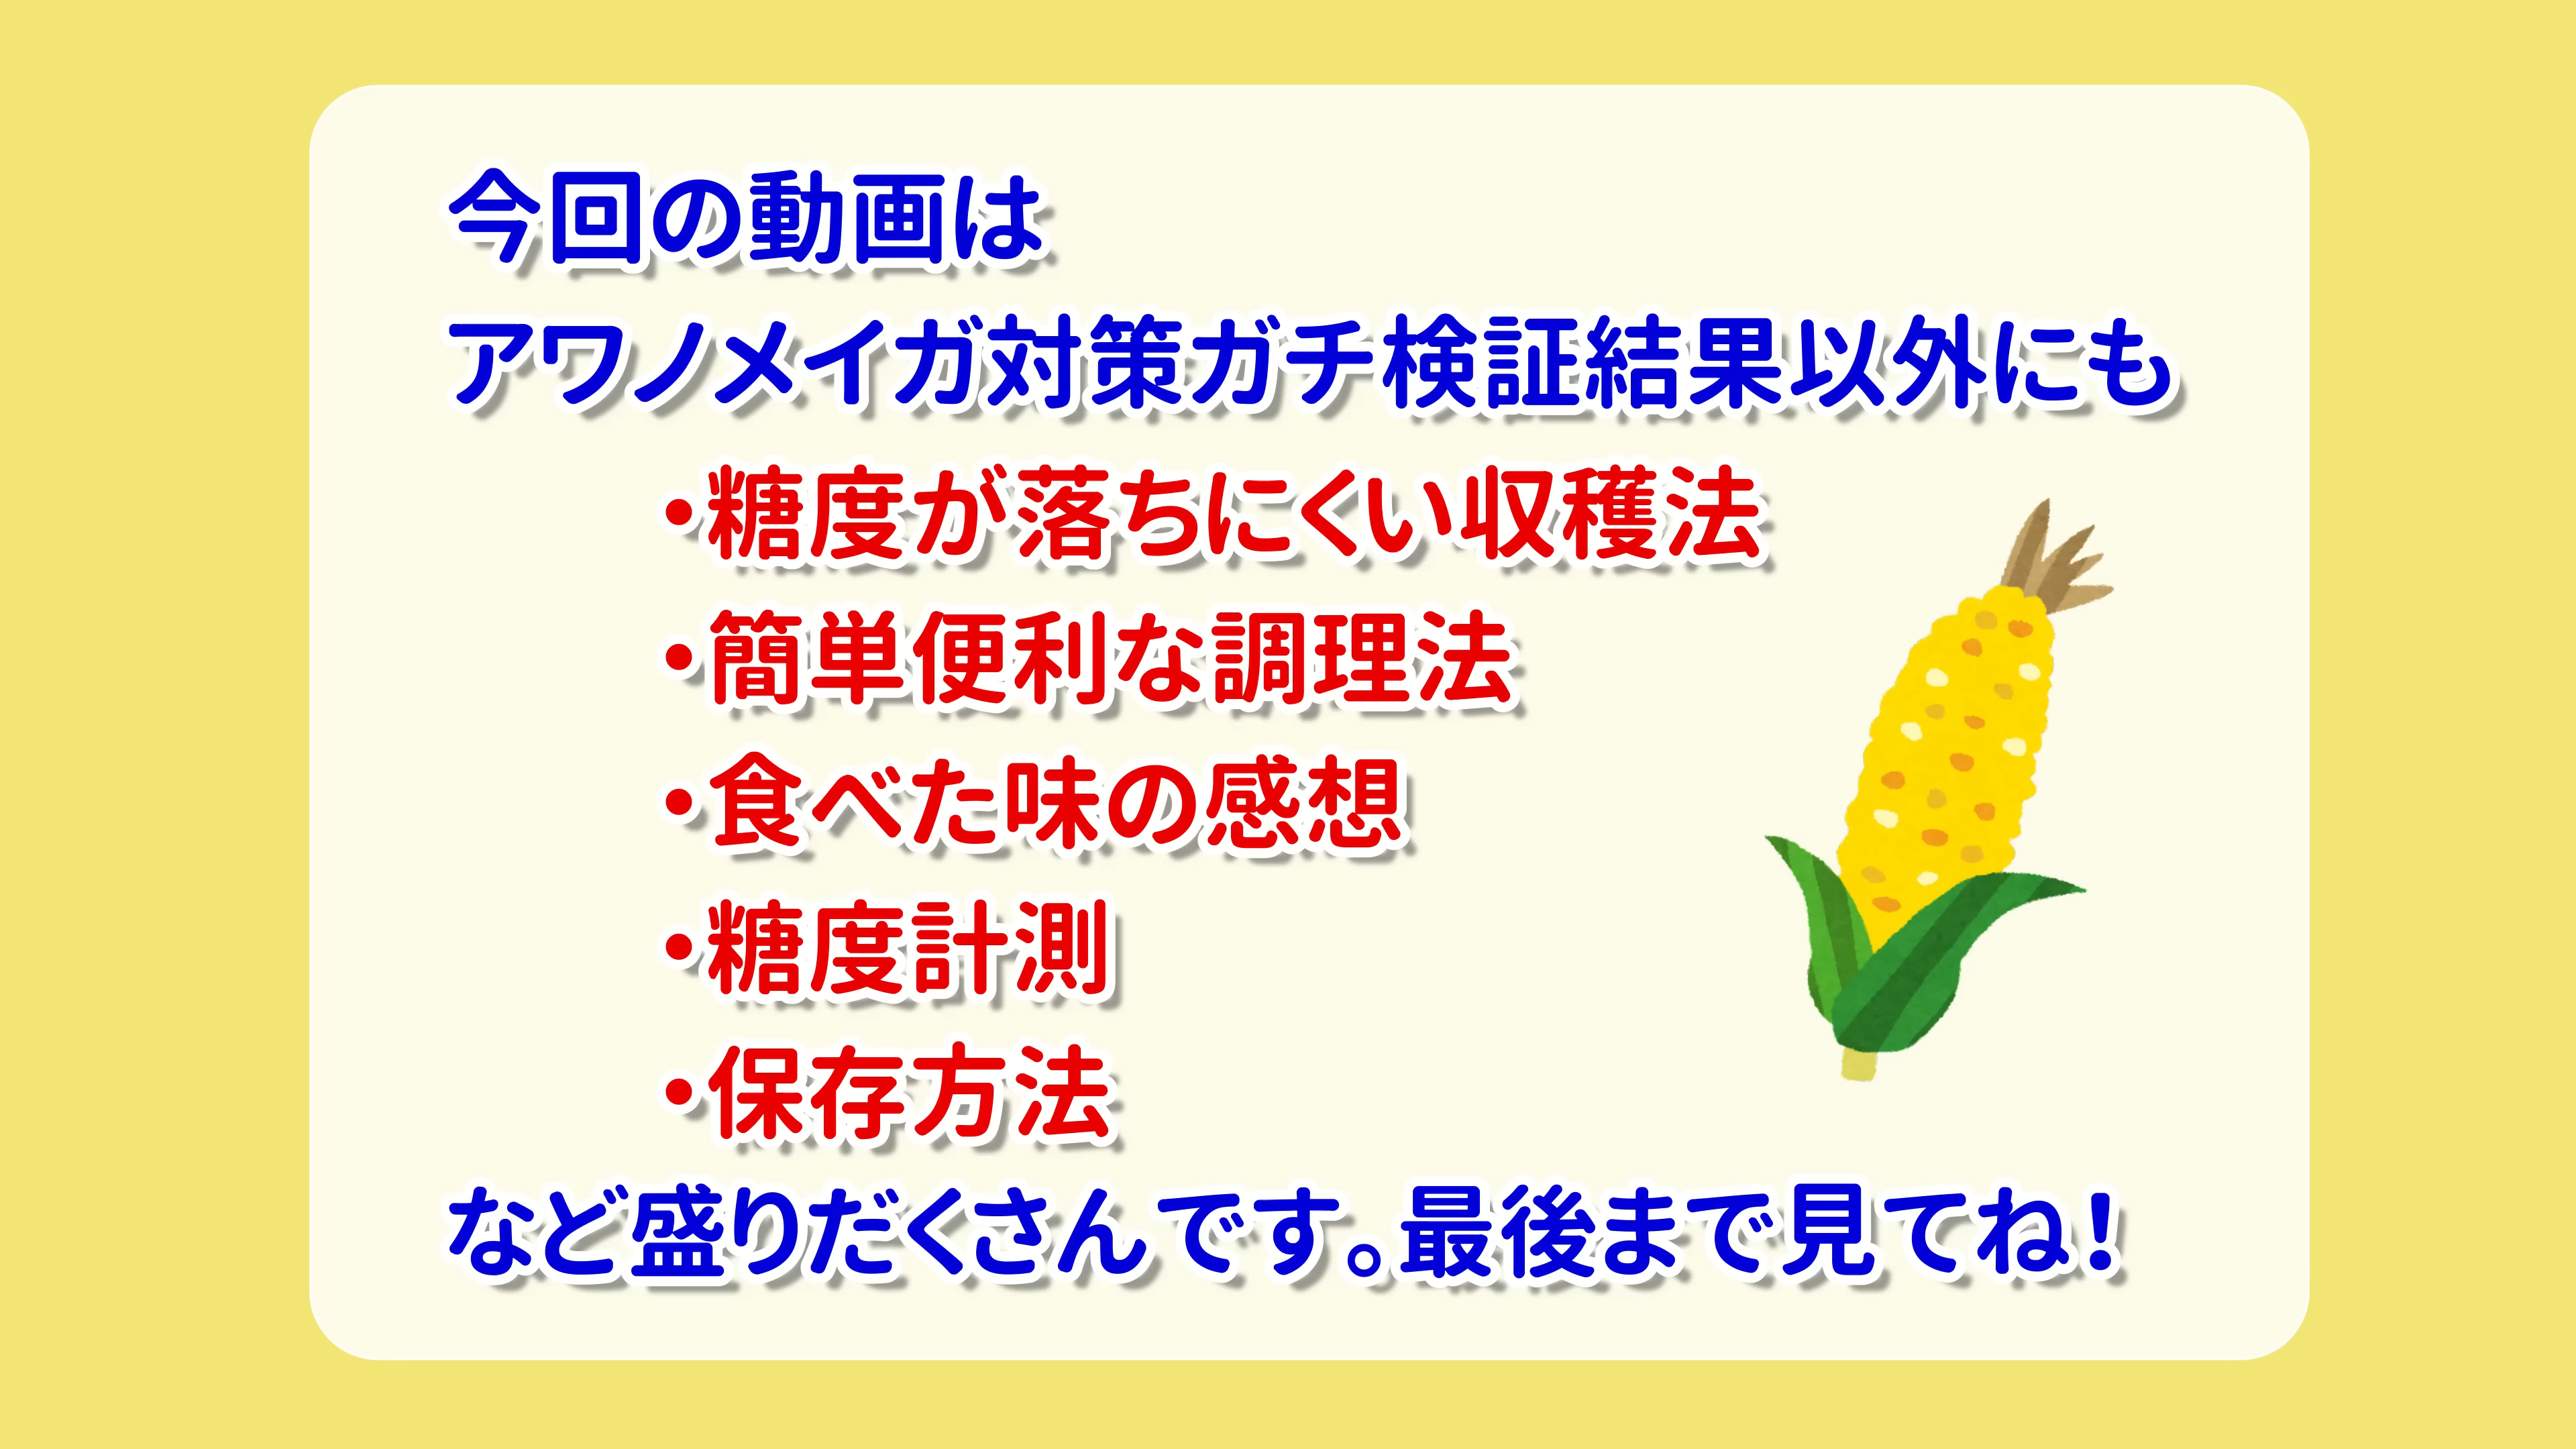 今回の動画は
アワノメイガ対策ガチ検証結果以外にも
・糖度が落ちにくい収穫法
・簡単便利な調理法
・食べた味の感想
・糖度計測
・保存方法
など盛りだくさんです。最後まで見てね！